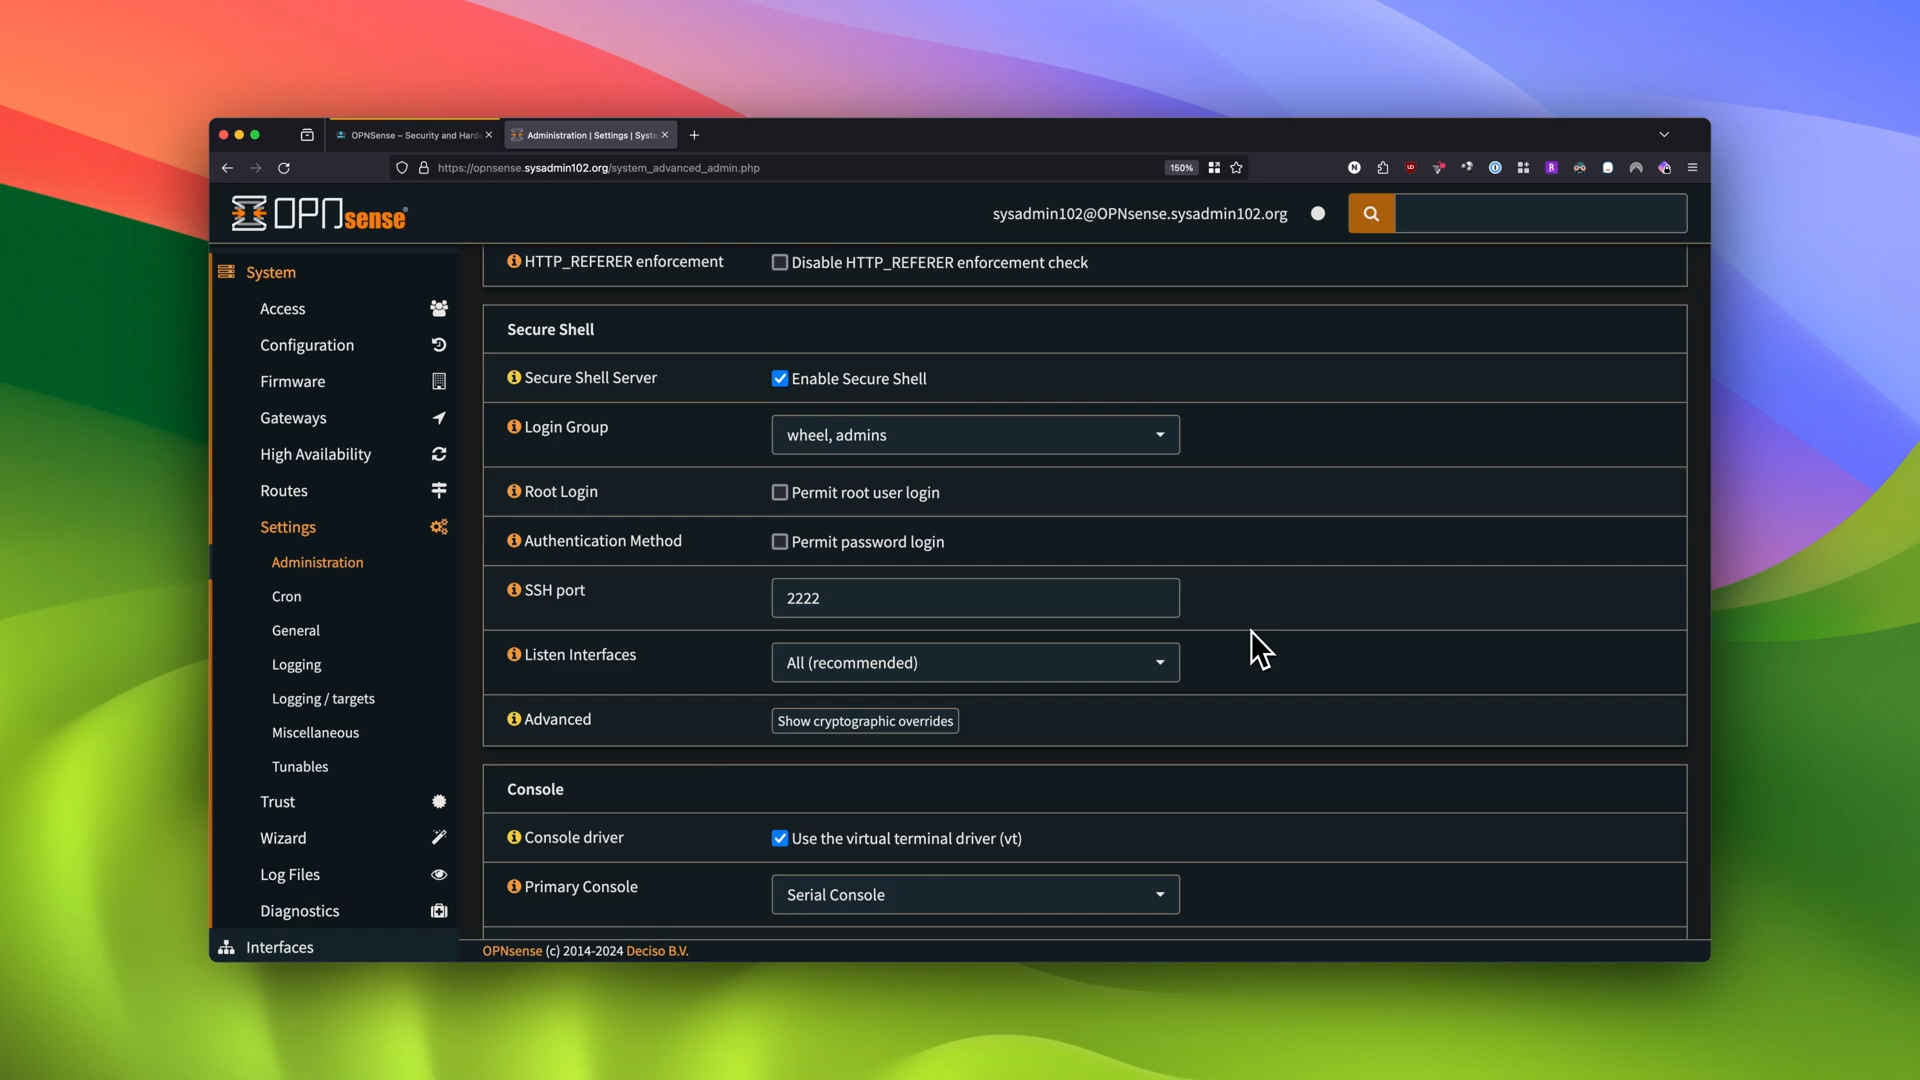 OPNSense – Security and Hard
Administration | Settings | Syste
https://opnsense.sysadmin102.org/system_advanced_admin.php
150%
OPNsense
sysadmin102@OPNsense.sysadmin102.org
System
Access
Configuration
Firmware
Gateways
High Availability
Routes
Settings
Administration
Cron
General
Logging
Logging / targets
Miscellaneous
Tunables
Trust
Wizard
Log Files
Diagnostics
Interfaces
HTTP_REFERER enforcement
Disable HTTP_REFERER enforcement check
Secure Shell
Secure Shell Server
Enable Secure Shell
Login Group
wheel, admins
Root Login
Permit root user login
Authentication Method
Permit password login
SSH port
2222
Listen Interfaces
All (recommended)
Advanced
Show cryptographic overrides
Console
Console driver
Use the virtual terminal driver (vt)
Primary Console
Serial Console
OPNsense (c) 2014-2024 Deciso B.V.